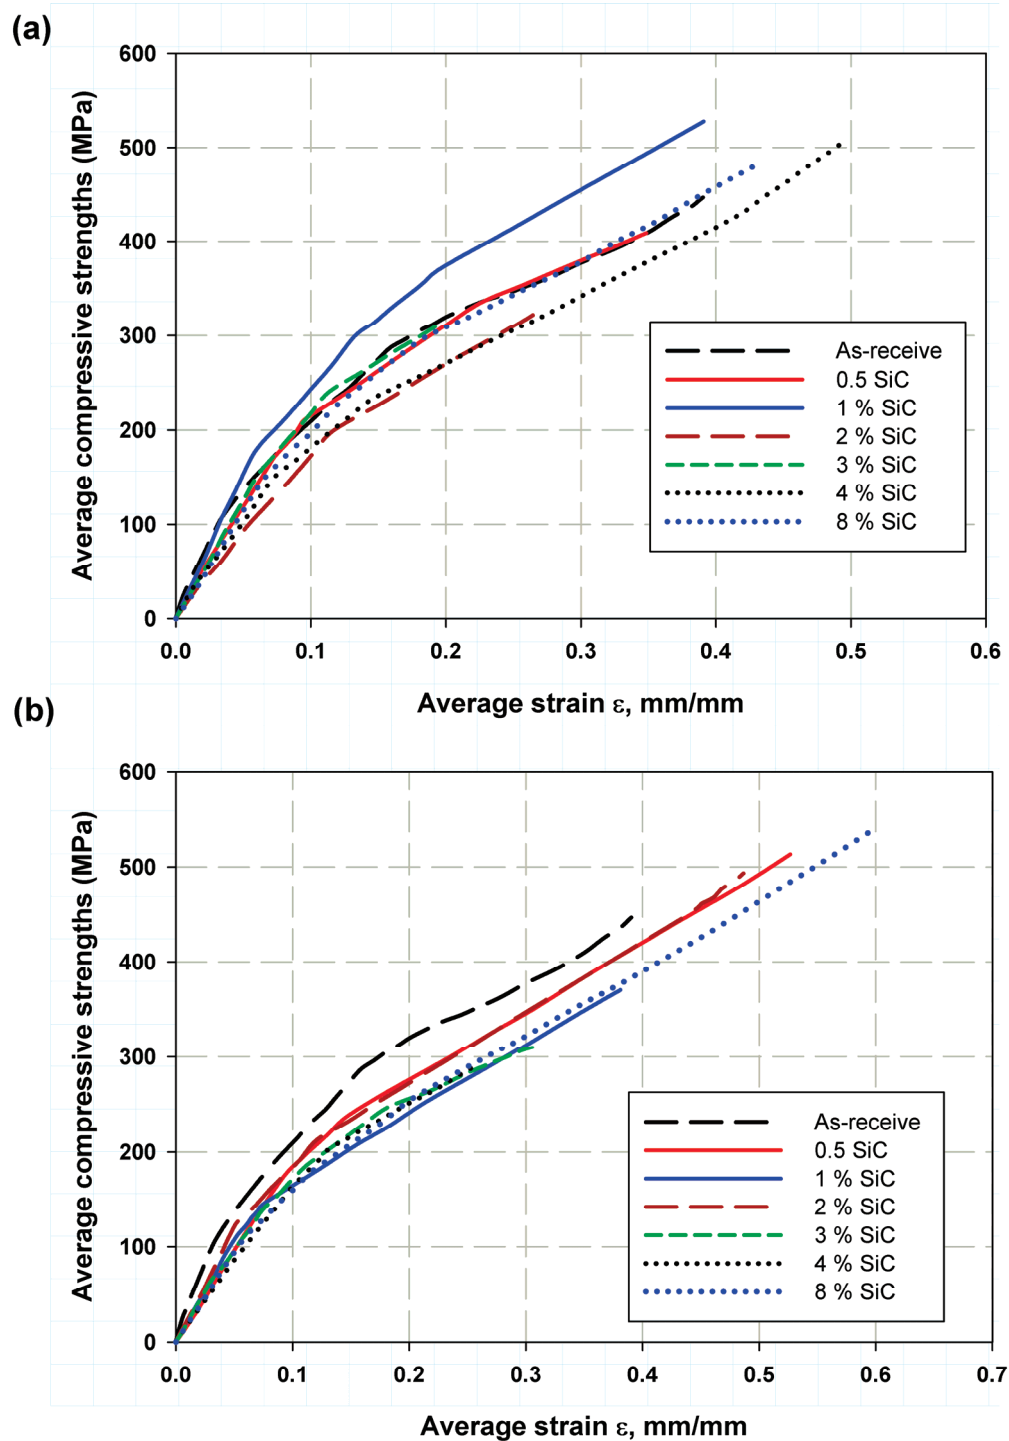 (a)
600
500
400
300
200
100
0
Average compressive strengths (MPa)
As-receive
0.5 SiC
1 % SiC
2 % SiC
3 % SiC
4 % SiC
8 % SiC
0.0 0.1 0.2 0.3 0.4 0.5 0.6
Average strain ε, mm/mm
(b)
600
500
400
300
200
100
0
Average compressive strengths (MPa)
As-receive
0.5 SiC
1 % SiC
2 % SiC
3 % SiC
4 % SiC
8 % SiC
0.0 0.1 0.2 0.3 0.4 0.5 0.6 0.7
Average strain ε, mm/mm